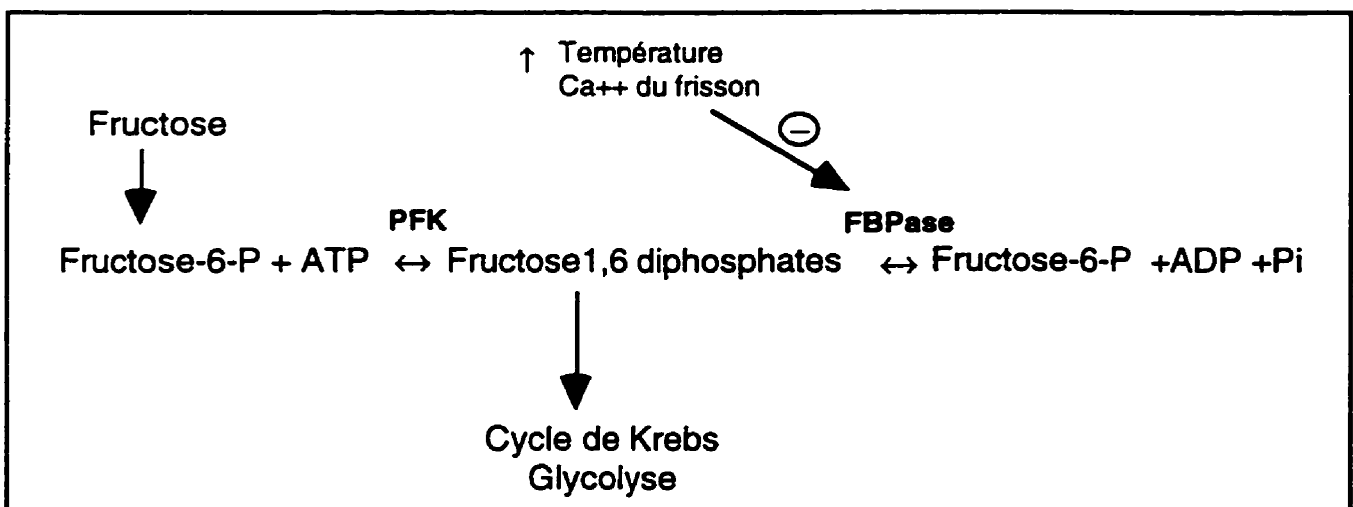 ↑ Température
Ca++ du frisson
Fructose
−
PFK
FBPase
Fructose-6-P + ATP ↔ Fructose1,6 diphosphates ↔ Fructose-6-P +ADP +Pi
Cycle de Krebs
Glycolyse